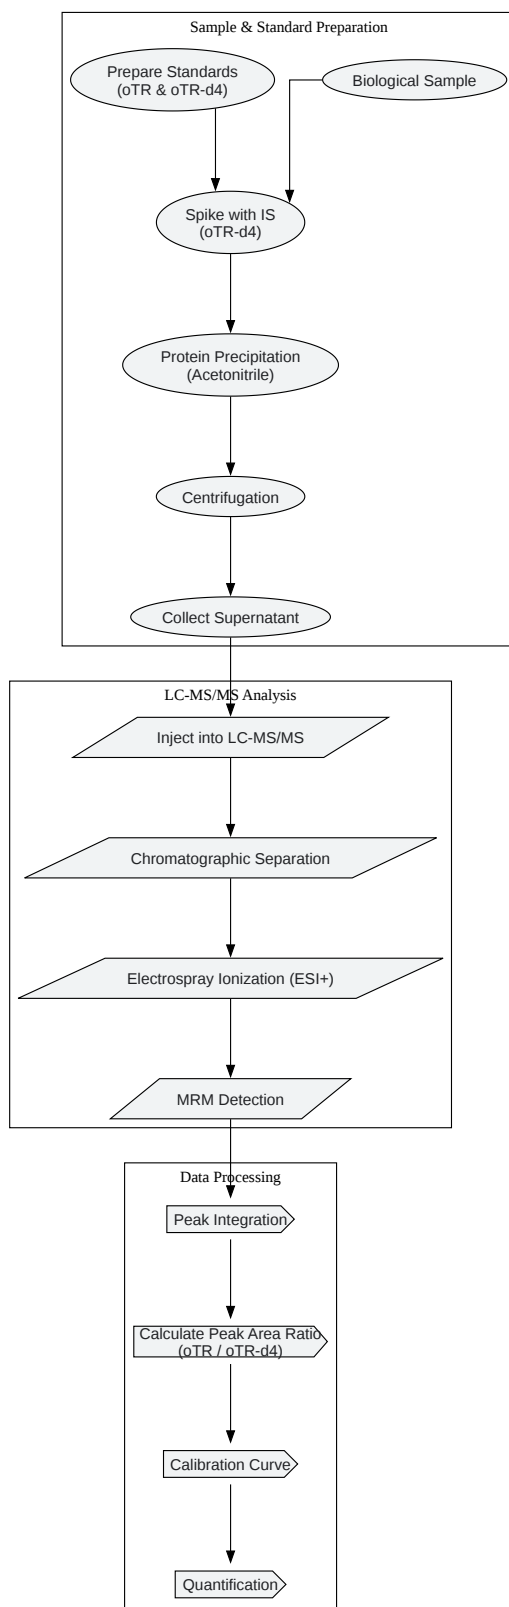 Sample & Standard Preparation
Prepare Standards
(oTR & oTR-d4)
Biological Sample
Spike with IS
(oTR-d4)
Protein Precipitation
(Acetonitrile)
Centrifugation
Collect Supernatant
LC-MS/MS Analysis
Inject into LC-MS/MS
Chromatographic Separation
Electrospray Ionization (ESI+)
MRM Detection
Data Processing
Peak Integration
Calculate Peak Area Ratio
(oTR / oTR-d4)
Calibration Curve
Quantification